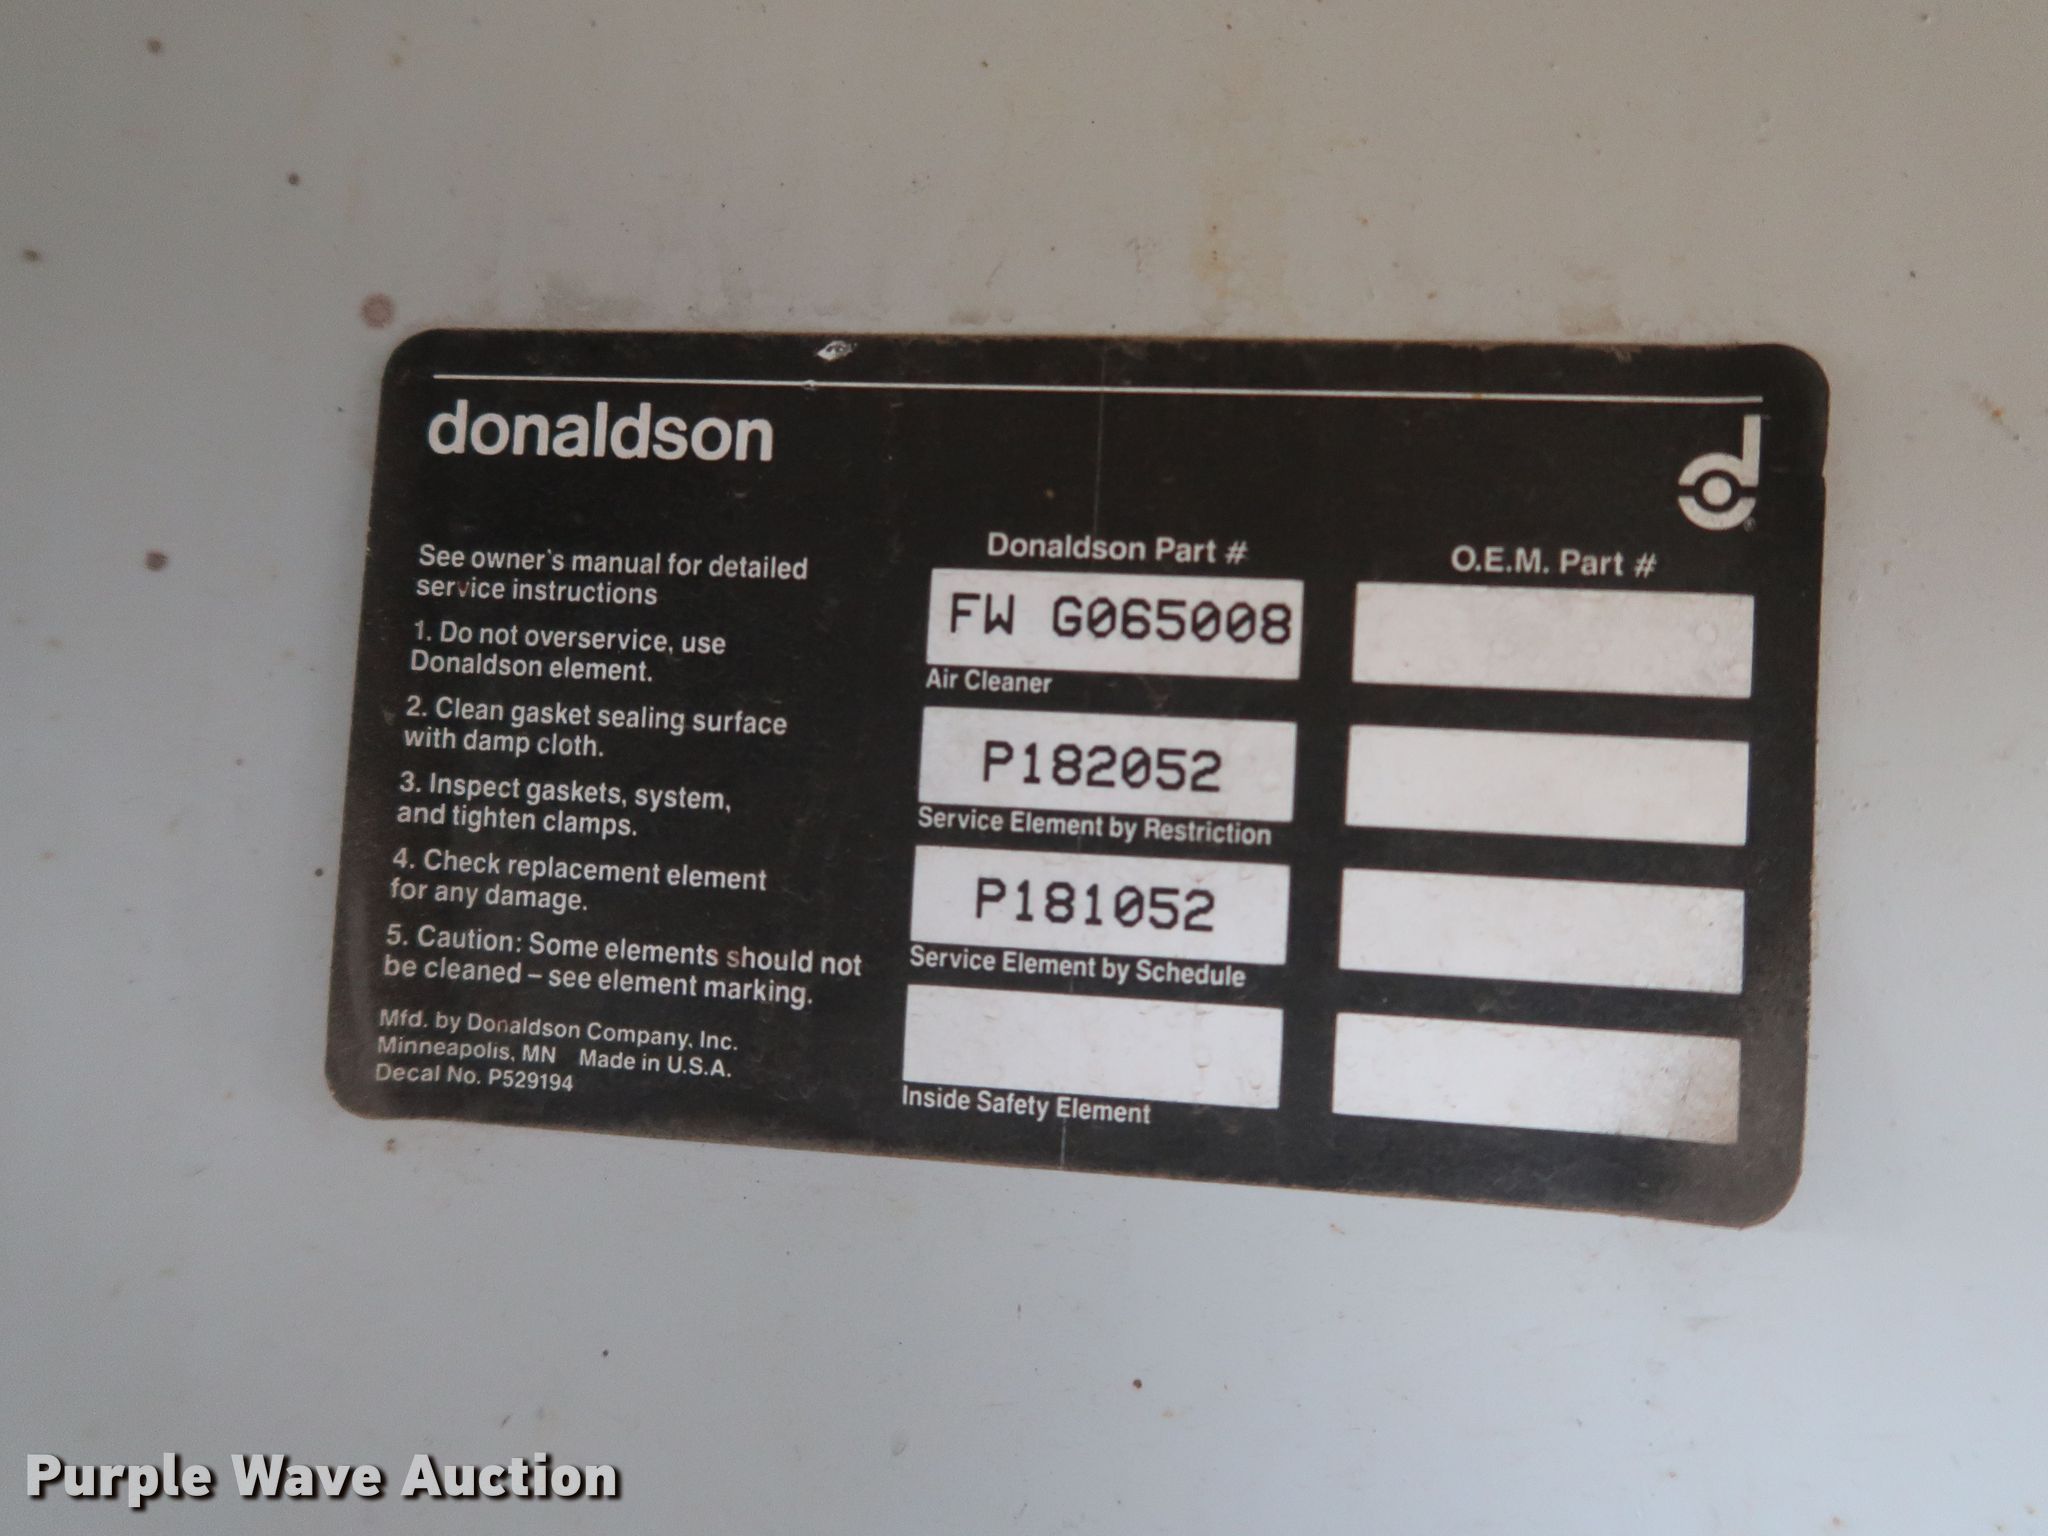 donaldson
See owner's manual for detailed
service instructions
1. Do not overservice, use
Donaldson element.
2. Clean gasket sealing surface
with damp cloth.
3. Inspect gaskets, system,
and tighten clamps.
4. Check replacement element
for any damage.
5. Caution: Some elements should not
be cleaned – see element marking.
Mfd. by Donaldson Company, Inc.
Minneapolis, MN Made in U.S.A.
Decal No. P529194
Donaldson Part #
FW G065008
Air Cleaner
P182052
Service Element by Restriction
P181052
Service Element by Schedule
Inside Safety Element
O.E.M. Part #
d
®
Purple Wave Auction